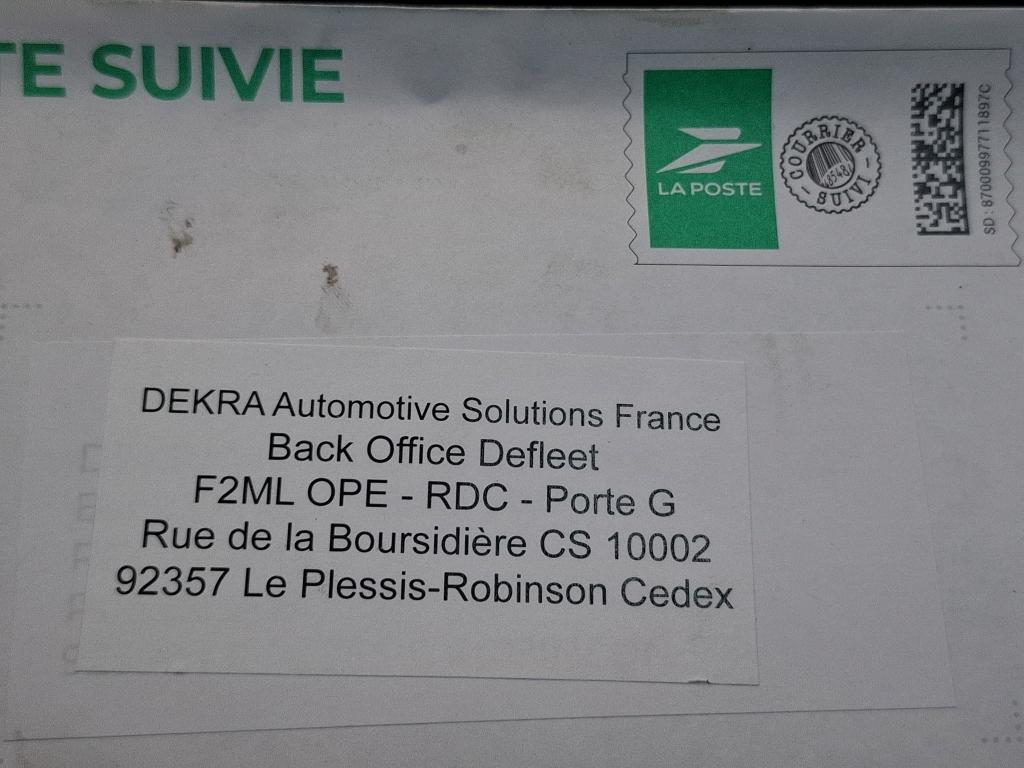 TE SUIVIE
LA POSTE
COURRIER
SUIVI
SD: 87000997711897C
DEKRA Automotive Solutions France
Back Office Defleet
F2ML OPE - RDC - Porte G
Rue de la Boursidière CS 10002
92357 Le Plessis-Robinson Cedex